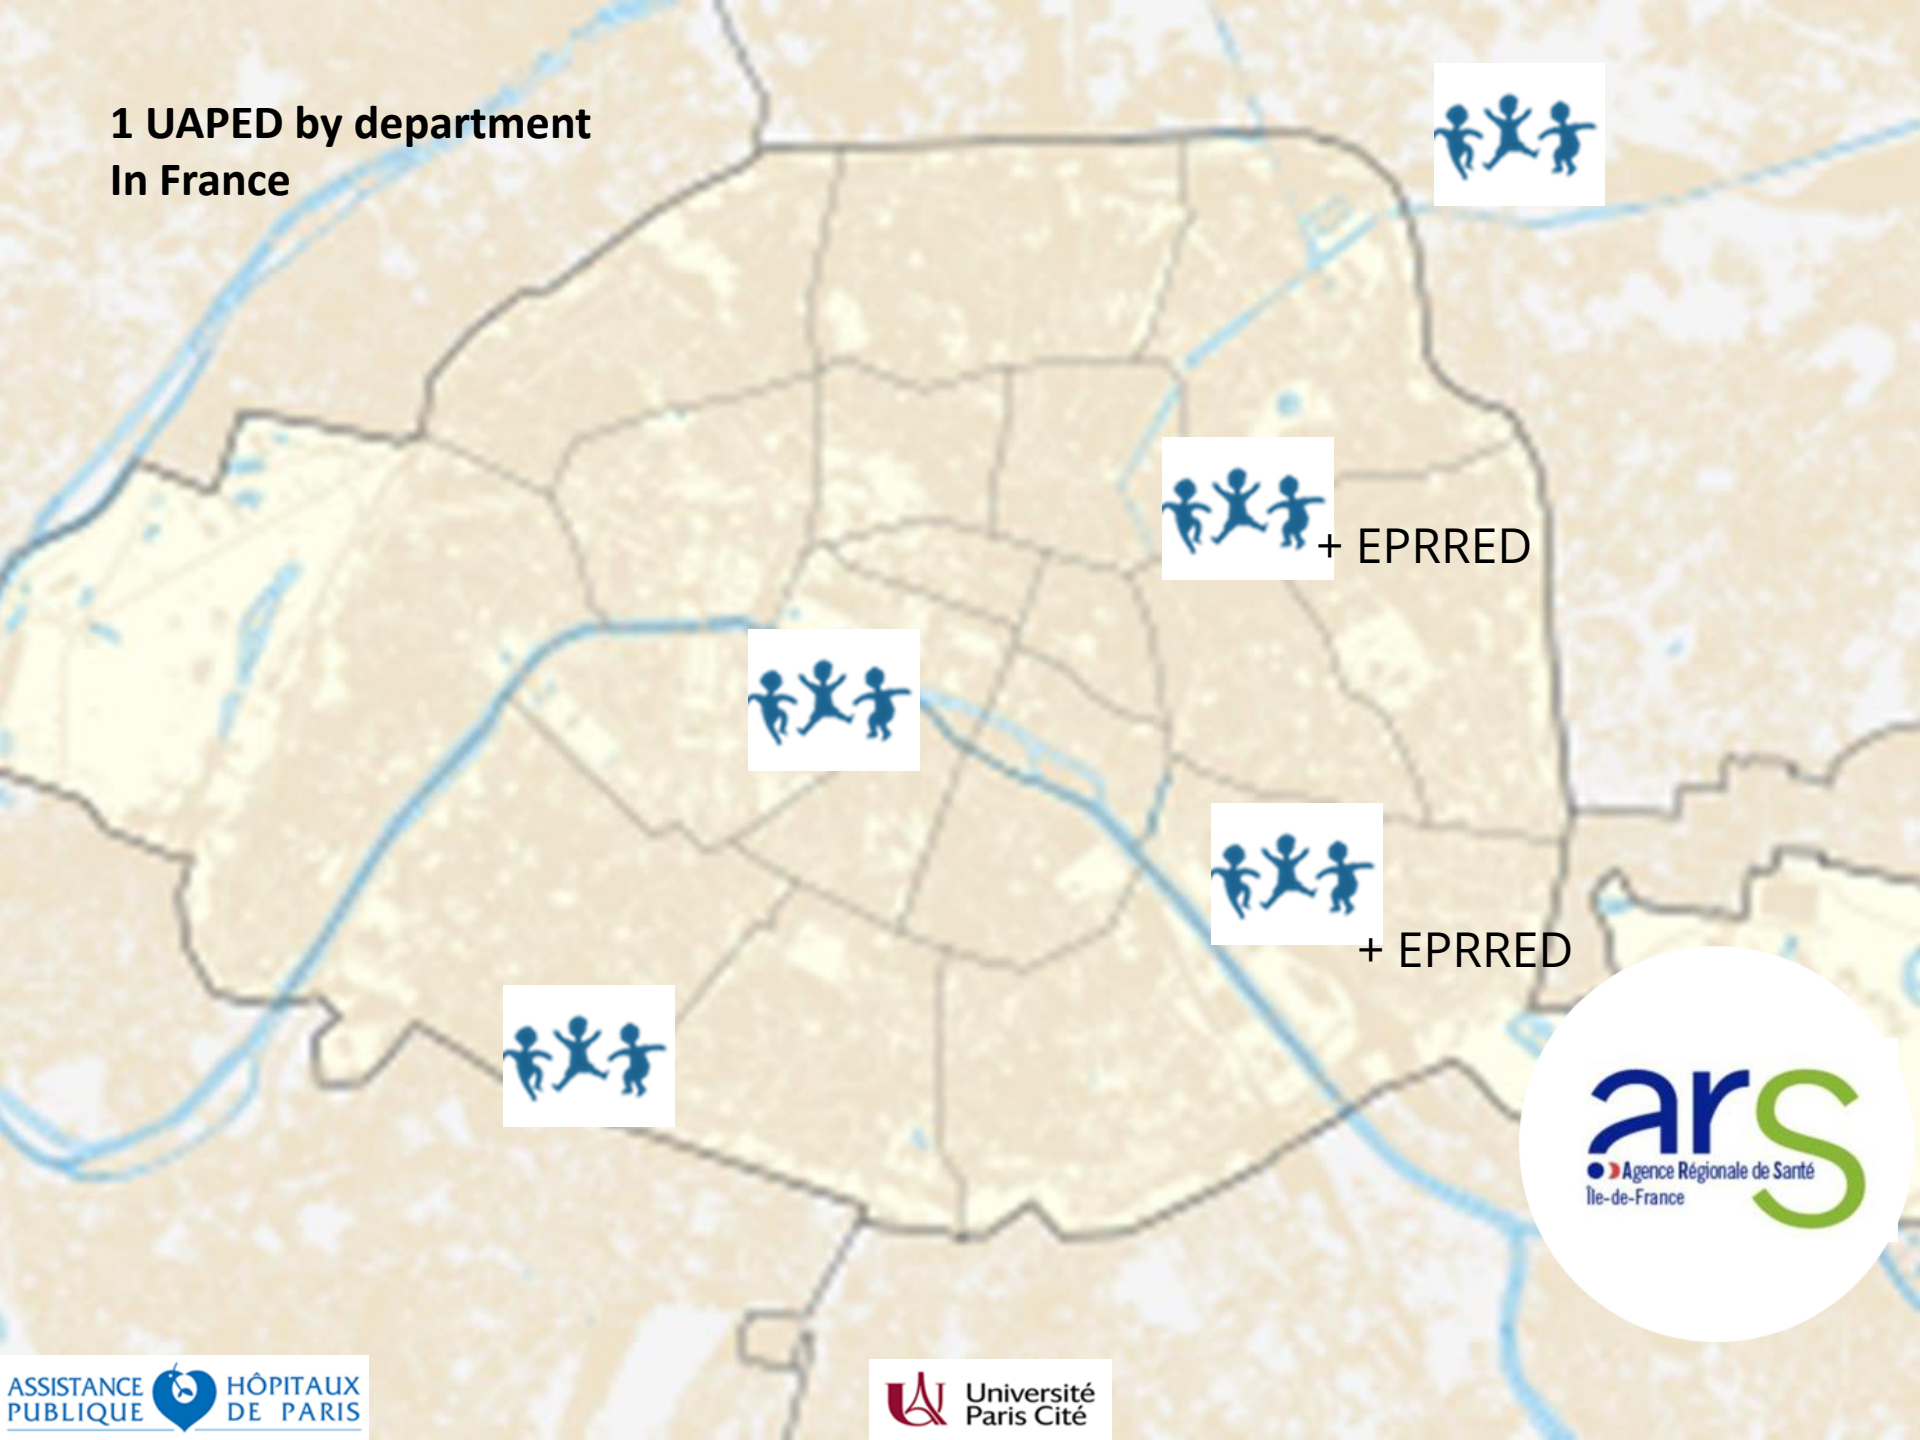 1 UAPED by department
In France
+ EPRRED
+ EPRRED
ars
Agence Régionale de Santé
Île-de-France
ASSISTANCE PUBLIQUE
HÔPITAUX DE PARIS
Université
Paris Cité